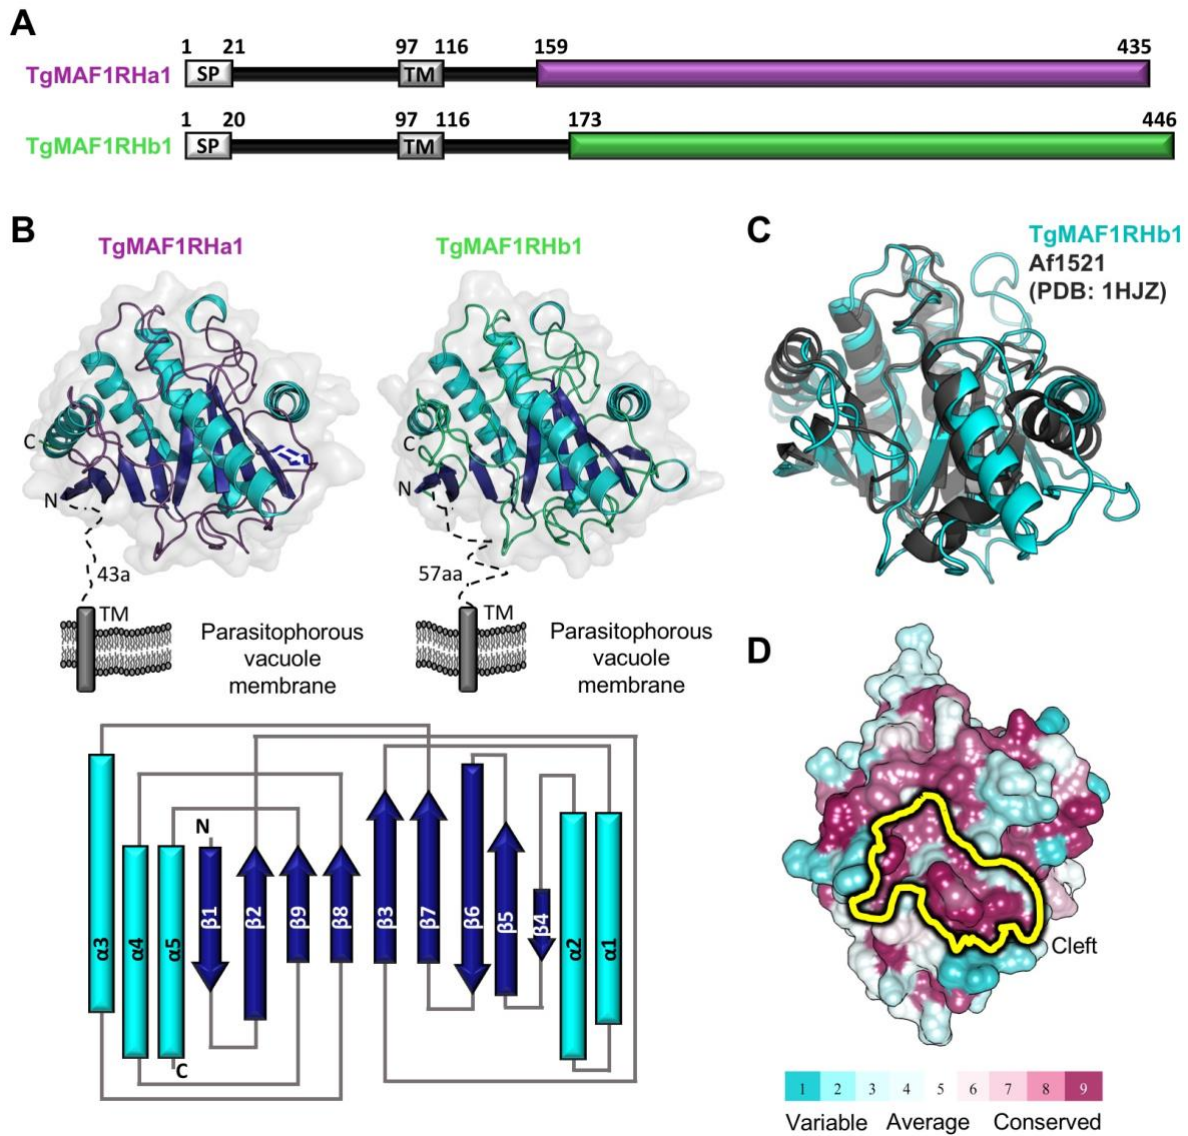 A
1 21 97 116 159 435
TgMAF1RHa1 SP TM
1 20 97 116 173 446
TgMAF1RHb1 SP TM
B
TgMAF1RHa1
C
N
43a
TM
Parasitophorous
vacuole
membrane
TgMAF1RHb1
C
N
57aa
TM
Parasitophorous
vacuole
membrane
N
α3 α4 α5 β1 β2 β9 β8 β3 β7 β6 β5 β4 α2 α1
C
C
TgMAF1RHb1
Af1521
(PDB: 1HJZ)
D
Cleft
1 2 3 4 5 6 7 8 9
Variable Average Conserved